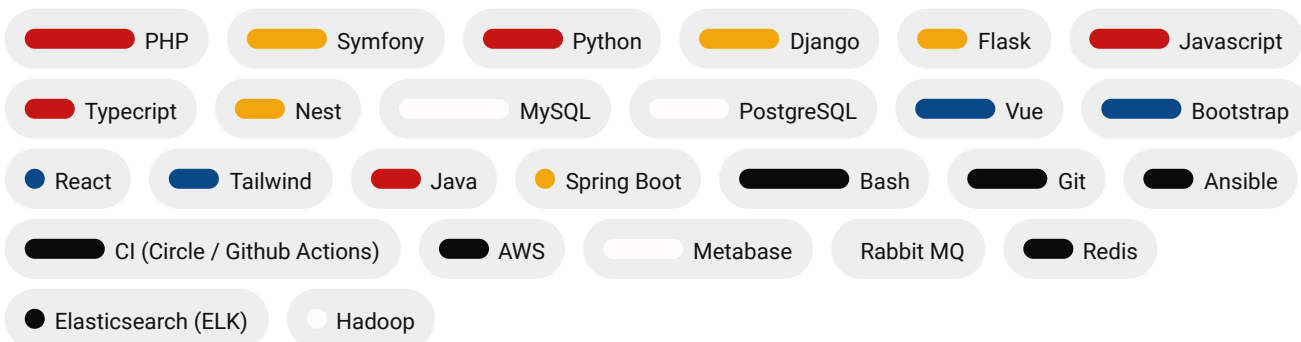 PHP Symfony Python Django Flask Javascript
Typecript Nest MySQL PostgreSQL Vue Bootstrap
React Tailwind Java Spring Boot Bash Git Ansible
CI (Circle / Github Actions) AWS Metabase Rabbit MQ Redis
Elasticsearch (ELK) Hadoop